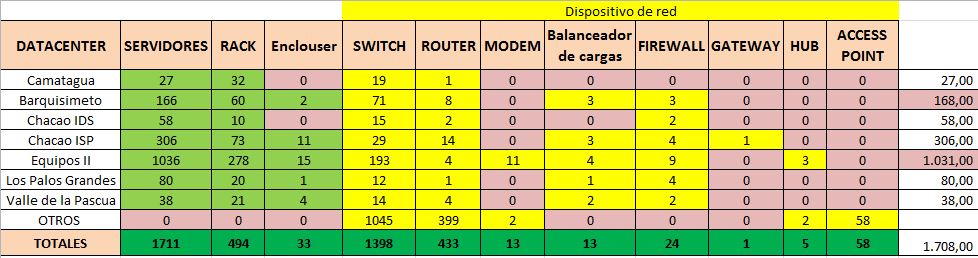 Dispositivo de red
DATACENTER SERVIDORES RACK Enclouser SWITCH ROUTER MODEM Balanceador de cargas FIREWALL GATEWAY HUB ACCESS POINT
Camatagua 27 32 0 19 1 0 0 0 0 0 0 27,00
Barquisimeto 166 60 2 71 8 0 3 3 0 0 0 168,00
Chacao IDS 58 10 0 15 2 0 0 2 0 0 0 58,00
Chacao ISP 306 73 11 29 14 0 3 4 1 0 0 306,00
Equipos II 1036 278 15 193 4 11 4 9 0 3 0 1.031,00
Los Palos Grandes 80 20 1 12 1 0 1 4 0 0 0 80,00
Valle de la Pascua 38 21 4 14 4 0 2 2 0 0 0 38,00
OTROS 0 0 0 1045 399 2 0 0 0 2 58
TOTALES 1711 494 33 1398 433 13 13 24 1 5 58 1.708,00